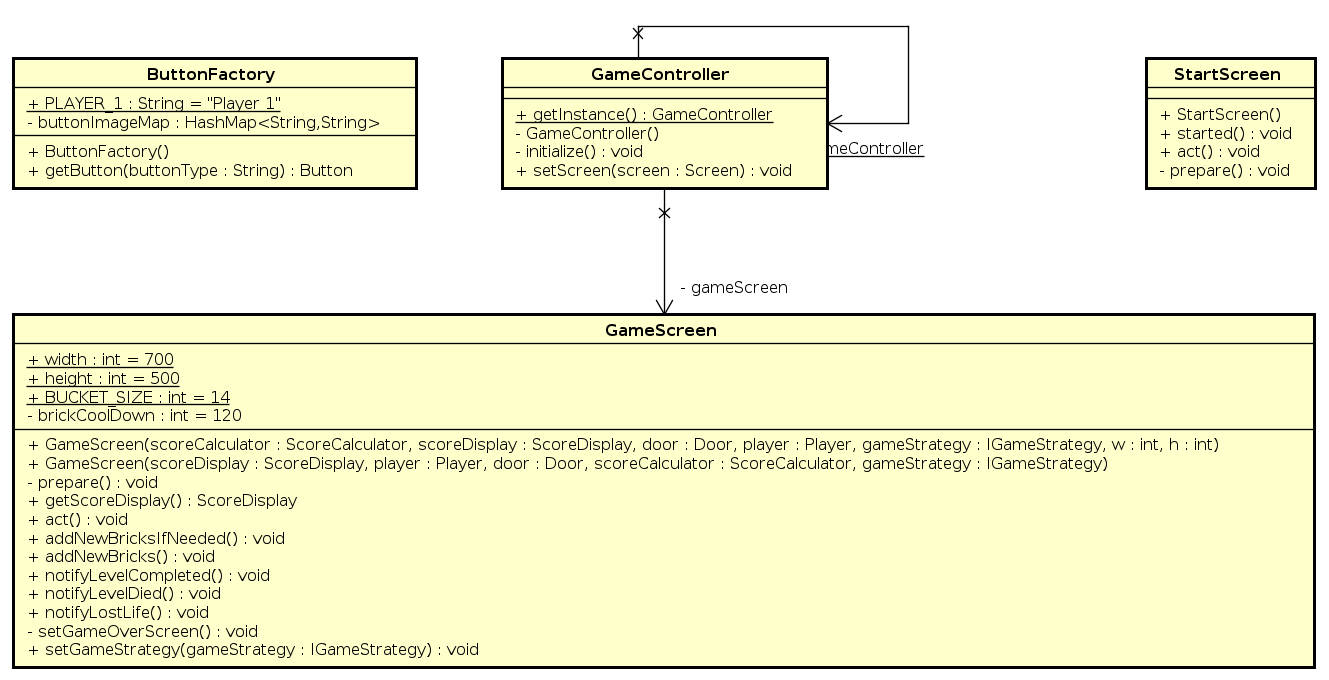 ButtonFactory
+ PLAYER_1 : String = "Player 1"
- buttonImageMap : HashMap<String,String>
+ ButtonFactory()
+ getButton(buttonType : String) : Button
GameController
+ getInstance() : GameController
- GameController()
- initialize() : void
+ setScreen(screen : Screen) : void
meController
StartScreen
+ StartScreen()
+ started() : void
+ act() : void
- prepare() : void
- gameScreen
GameScreen
+ width : int = 700
+ height : int = 500
+ BUCKET_SIZE : int = 14
- brickCoolDown : int = 120
+ GameScreen(scoreCalculator : ScoreCalculator, scoreDisplay : ScoreDisplay, door : Door, player : Player, gameStrategy : IGameStrategy, w : int, h : int)
+ GameScreen(scoreDisplay : ScoreDisplay, player : Player, door : Door, scoreCalculator : ScoreCalculator, gameStrategy : IGameStrategy)
- prepare() : void
+ getScoreDisplay() : ScoreDisplay
+ act() : void
+ addNewBricksIfNeeded() : void
+ addNewBricks() : void
+ notifyLevelCompleted() : void
+ notifyLevelDied() : void
+ notifyLostLife() : void
- setGameOverScreen() : void
+ setGameStrategy(gameStrategy : IGameStrategy) : void